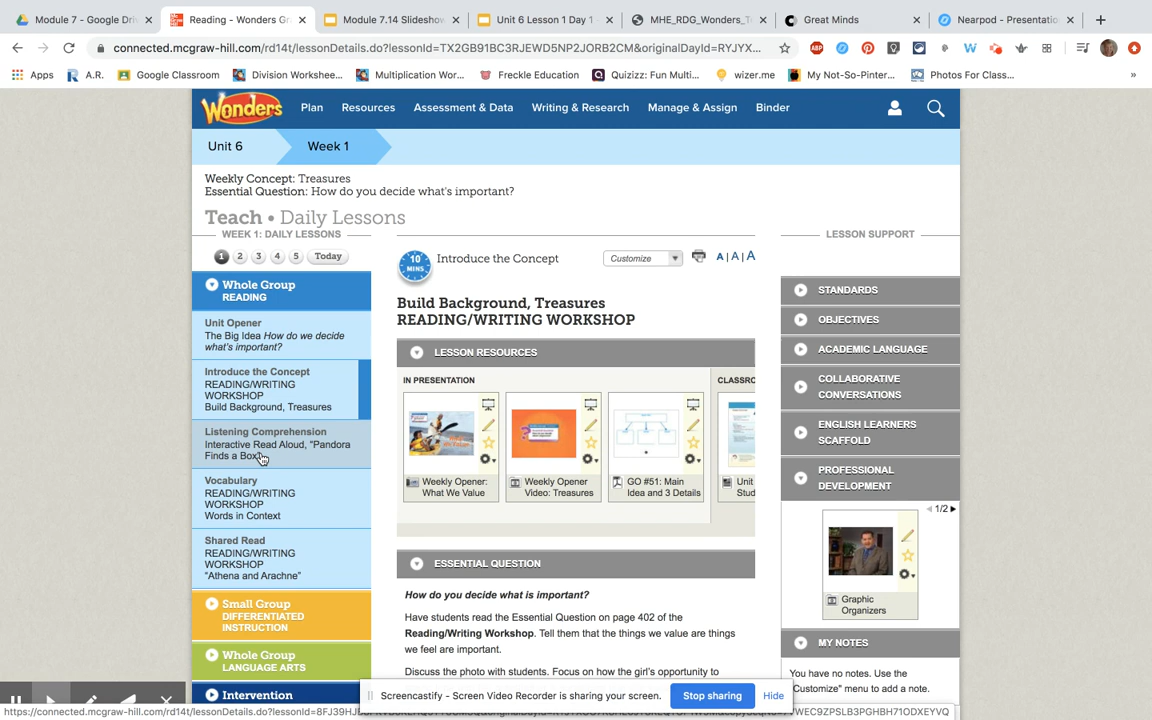 Module 7 - Google Driv
Reading - Wonders Gr
Module 7.14 Slideshow
Unit 6 Lesson 1 Day 1
MHE_RDG_Wonders_T
Great Minds
Nearpod - Presentatio
connected.mcgraw-hill.com/rd14t/lessonDetails.do?lessonId=TX2GB91BC3RJEWD5NP2JORB2CM&originalDayId=RYJYX...
Apps
A.R.
Google Classroom
Division Workshee...
Multiplication Wor...
Freckle Education
Quizizz: Fun Multi...
wizer.me
My Not-So-Pinter...
Photos For Class...
»
Wonders
Plan
Resources
Assessment & Data
Writing & Research
Manage & Assign
Binder
Unit 6
Week 1
Weekly Concept: Treasures
Essential Question: How do you decide what's important?
Teach • Daily Lessons
WEEK 1: DAILY LESSONS
1 2 3 4 5 Today
Whole Group
READING
Unit Opener
The Big Idea How do we decide
what's important?
Introduce the Concept
READING/WRITING
WORKSHOP
Build Background, Treasures
Listening Comprehension
Interactive Read Aloud, "Pandora
Finds a Box"
Vocabulary
READING/WRITING
WORKSHOP
Words in Context
Shared Read
READING/WRITING
WORKSHOP
"Athena and Arachne"
Small Group
DIFFERENTIATED
INSTRUCTION
Whole Group
LANGUAGE ARTS
Intervention
10
MINS
Introduce the Concept
Customize
A | A | A
Build Background, Treasures
READING/WRITING WORKSHOP
LESSON RESOURCES
IN PRESENTATION
CLASSRO
Weekly Opener:
What We Value
Weekly Opener
Video: Treasures
GO #51: Main
Idea and 3 Details
Unit
Stud
ESSENTIAL QUESTION
How do you decide what is important?
Have students read the Essential Question on page 402 of the
Reading/Writing Workshop. Tell them that the things we value are things
we feel are important.
Discuss the photo with students. Focus on how the girl's opportunity to
LESSON SUPPORT
STANDARDS
OBJECTIVES
ACADEMIC LANGUAGE
COLLABORATIVE
CONVERSATIONS
ENGLISH LEARNERS
SCAFFOLD
PROFESSIONAL
DEVELOPMENT
1/2
Graphic
Organizers
MY NOTES
You have no notes. Use the
"Customize" menu to add a note.
Screencastify - Screen Video Recorder is sharing your screen.
Stop sharing
Hide